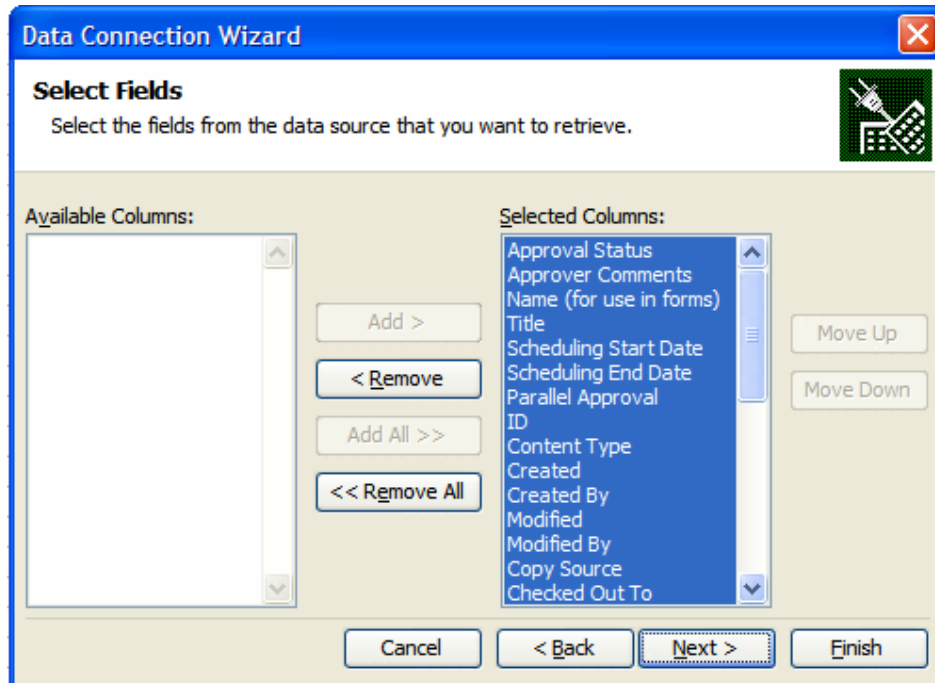 Data Connection Wizard
Select Fields
Select the fields from the data source that you want to retrieve.
Available Columns:
Selected Columns:
Approval Status
Approver Comments
Name (for use in forms)
Title
Scheduling Start Date
Scheduling End Date
Parallel Approval
ID
Content Type
Created
Created By
Modified
Modified By
Copy Source
Checked Out To
Add >
< Remove
Add All >>
<< Remove All
Move Up
Move Down
Cancel
< Back
Next >
Finish